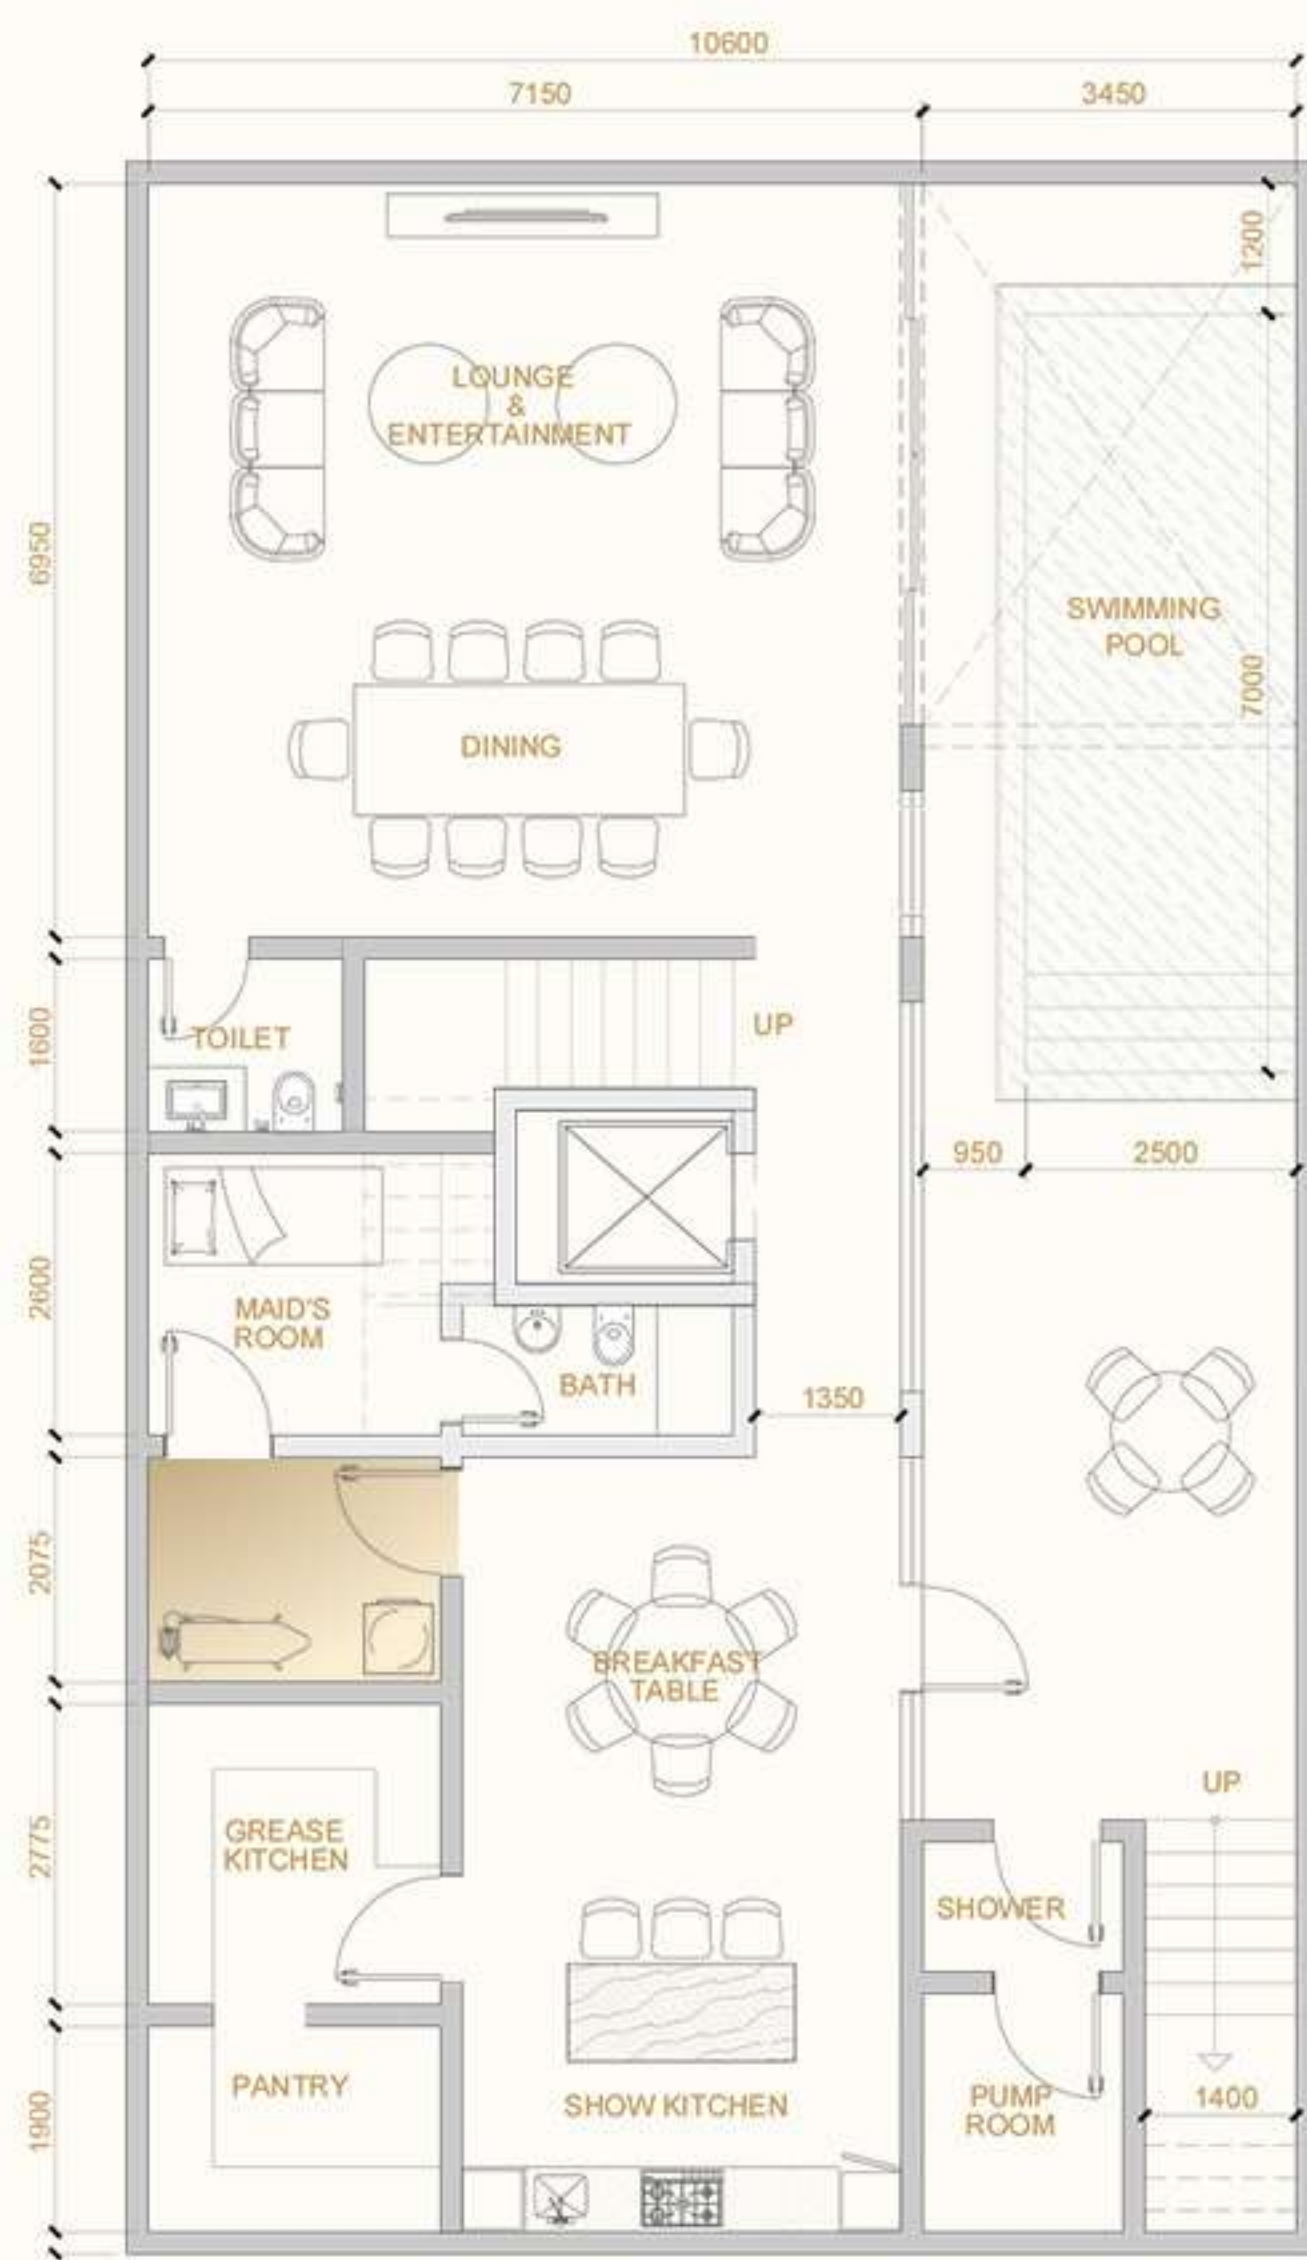 10600
7150
3450
1200
LOUNGE
&
ENTERTAINMENT
6950
SWIMMING
POOL
7000
DINING
1600
TOILET
UP
950
2500
2600
MAID'S
ROOM
BATH
1350
2075
BREAKFAST
TABLE
UP
2775
GREASE
KITCHEN
SHOWER
1900
PANTRY
SHOW KITCHEN
PUMP
ROOM
1400